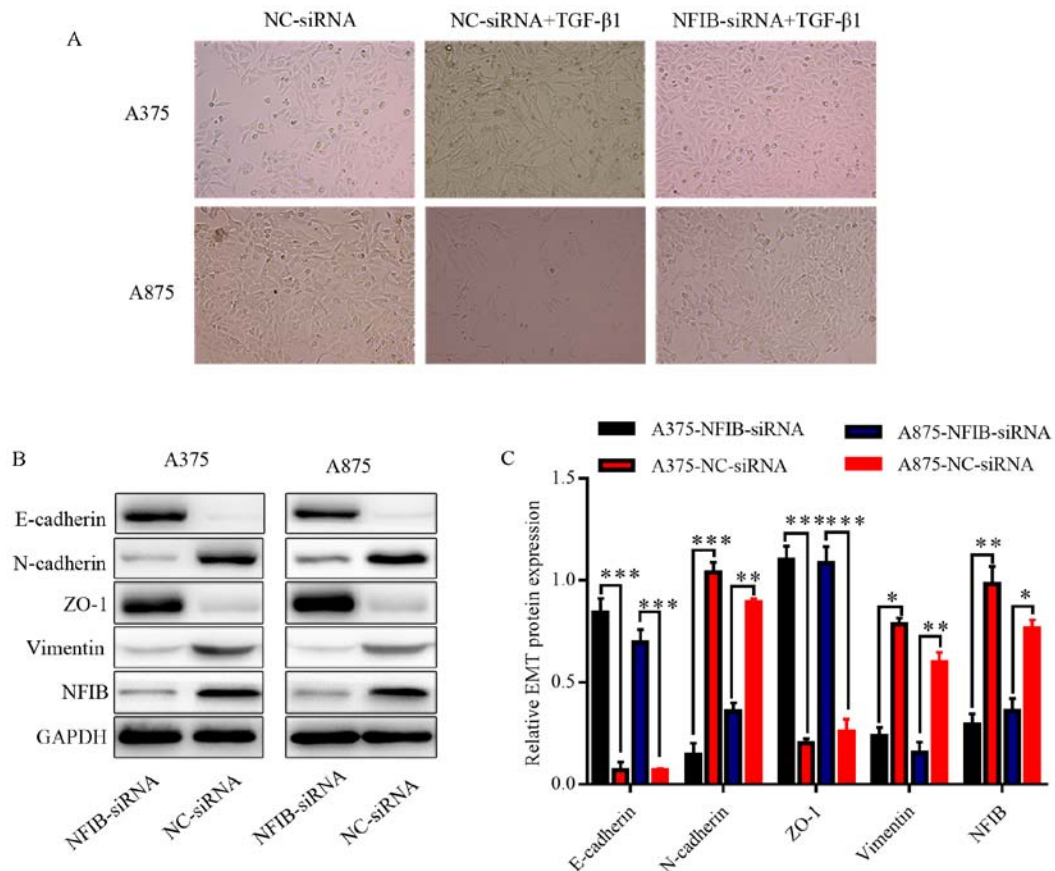 A
NC-siRNA
NC-siRNA+TGF-β1
NFIB-siRNA+TGF-β1
A375
A875
B
A375
A875
E-cadherin
N-cadherin
ZO-1
Vimentin
NFIB
GAPDH
NFIB-siRNA
NC-siRNA
NFIB-siRNA
NC-siRNA
C
A375-NFIB-siRNA
A875-NFIB-siRNA
A375-NC-siRNA
A875-NC-siRNA
Relative EMT protein expression
1.5
1.0
0.5
0.0
***
***
***
**
*******
*
**
**
*
E-cadherin
N-cadherin
ZO-1
Vimentin
NFIB